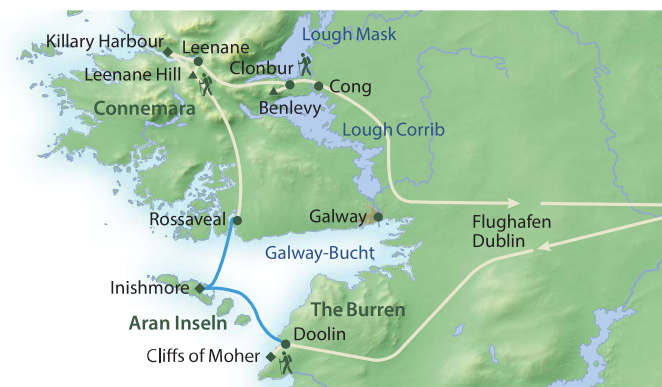 Lough Mask
Killary Harbour
Leenane
Leenane Hill
Clonbur
Cong
Benlevy
Connemara
Lough Corrib
Rossaveal
Galway
Flughafen
Dublin
Galway-Bucht
Inishmore
The Burren
Aran Inseln
Doolin
Cliffs of Moher